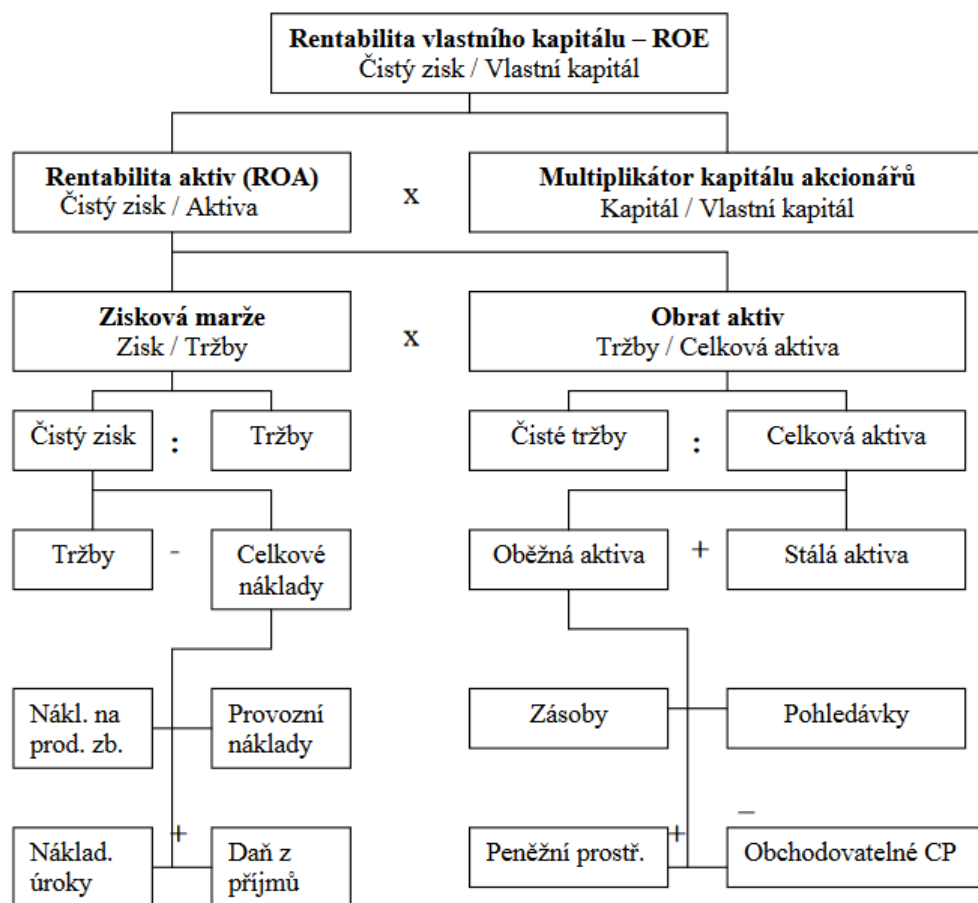 Rentabilita vlastního kapitálu – ROE
Čistý zisk / Vlastní kapitál
Rentabilita aktiv (ROA)
Čistý zisk / Aktiva
x
Multiplikátor kapitálu akcionářů
Kapitál / Vlastní kapitál
Zisková marže
Zisk / Tržby
x
Obrat aktiv
Tržby / Celková aktiva
Čistý zisk
:
Tržby
Čisté tržby
:
Celková aktiva
Tržby
-
Celkové
náklady
Oběžná aktiva
+
Stálá aktiva
Nákl. na
prod. zb.
Provozní
náklady
Zásoby
Pohledávky
Náklad.
úroky
+
Daň z
příjmů
Peněžní prostř.
+
–
Obchodovatelné CP